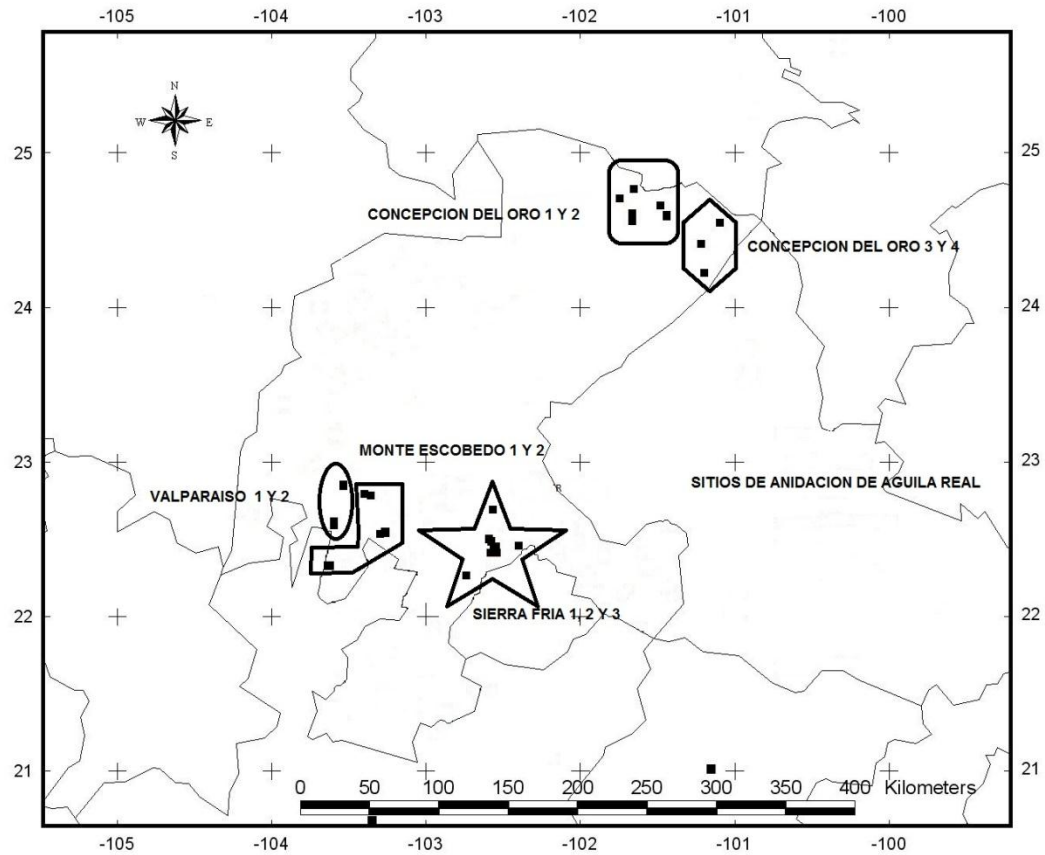 -105 -104 -103 -102 -101 -100
N
W E
S
25 25
CONCEPCION DEL ORO 1 Y 2
CONCEPCION DEL ORO 3 Y 4
24 24
MONTE ESCOBEDO 1 Y 2
23 23
VALPARAISO 1 Y 2
SITIOS DE ANIDACION DE AGUILA REAL
22 22
SIERRA FRIA 1, 2 Y 3
21 21
0 50 100 140 200 250 300 350 400 Kilometers
-105 -104 -103 -102 -101 -100